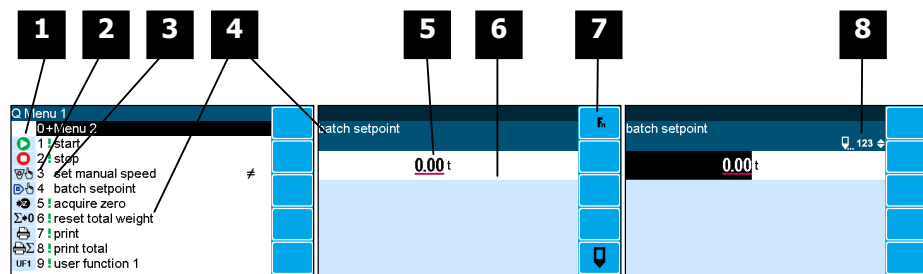 1 2 3 4 5 6 7 8
Q Menu 1
0+Menu 2
1 ! start
2 ! stop
3 set manual speed ≠
4 batch setpoint
5 ! acquire zero
Σ→0 6 ! reset total weight
7 ! print
Σ 8 ! print total
UF1 9 ! user function 1
batch setpoint
Fn
0.00 t
batch setpoint
... 123
0.00 t